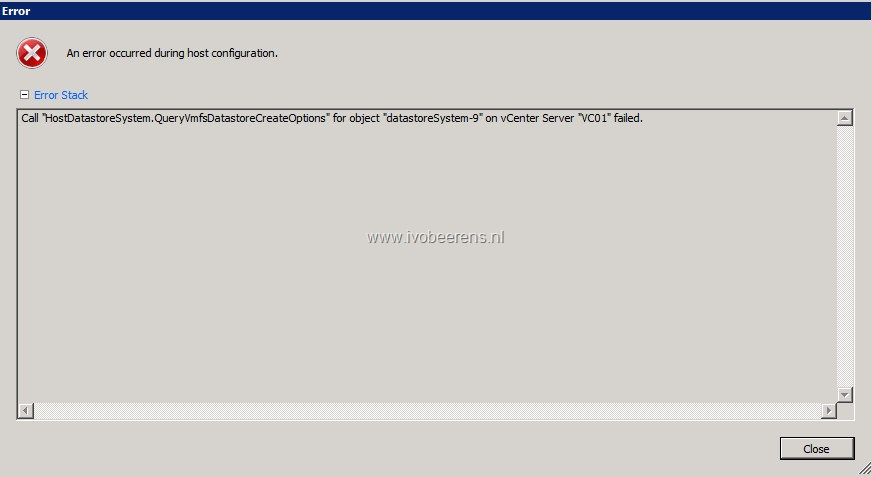 Error
An error occurred during host configuration.
Error Stack
Call "HostDatastoreSystem.QueryVmfsDatastoreCreateOptions" for object "datastoreSystem-9" on vCenter Server "VC01" failed.
www.ivobeerens.nl
Close